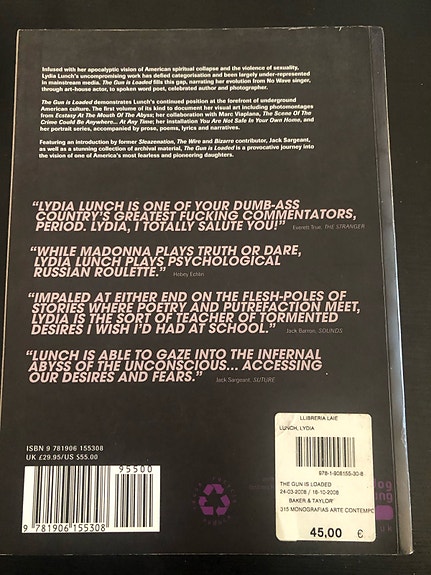 Infused with her apocalyptic vision of American spiritual collapse and the violence of sexuality,
Lydia Lunch's uncompromising work has defied categorisation and been largely under-represented
in mainstream media. The Gun is Loaded fills this gap, narrating her evolution from No Wave singer,
through art-house actor, to spoken word poet, celebrated author and photographer.
The Gun is Loaded demonstrates Lunch's continued position at the forefront of underground
American culture. The first volume of its kind to document her visual art including photomontages
from Ecstasy At The Mouth Of The Abyss; her collaboration with Marc Viaplana, The Scene Of The
Crime Could Be Anywhere... At Any Time; her installation You Are Not Safe In Your Own Home, and
her portrait series, accompanied by prose, poems, lyrics and narratives.
Featuring an introduction by former Sleazenation, The Wire and Bizarre contributor, Jack Sargeant,
as well as a stunning collection of archival material, The Gun is Loaded is a provocative journey into
the vision of one of America's most fearless and pioneering daughters.
"LYDIA LUNCH IS ONE OF YOUR DUMB-ASS
COUNTRY'S GREATEST FUCKING COMMENTATORS,
PERIOD. LYDIA, I TOTALLY SALUTE YOU!" Everett True, THE STRANGER
"WHILE MADONNA PLAYS TRUTH OR DARE,
LYDIA LUNCH PLAYS PSYCHOLOGICAL
RUSSIAN ROULETTE." Hobey Echlin
"IMPALED AT EITHER END ON THE FLESH-POLES OF
STORIES WHERE POETRY AND PUTREFACTION MEET,
LYDIA IS THE SORT OF TEACHER OF TORMENTED
DESIRES I WISH I'D HAD AT SCHOOL." Jack Barron, SOUNDS
"LUNCH IS ABLE TO GAZE INTO THE INFERNAL
ABYSS OF THE UNCONSCIOUS... ACCESSING
OUR DESIRES AND FEARS." Jack Sargeant, SUTURE
ISBN 9 781906 155308
UK £29.95/US $55.00
95500
9 781906 155308
LLIBRERIA LAIE
LUNCH, LYDIA
978-1-906155-30-8
THE GUN IS LOADED
24-03-2008 / 16-10-2008
BAKER & TAYLOR
315 MONOGRAFIAS ARTE CONTEMPC
45,00 €
og
uk